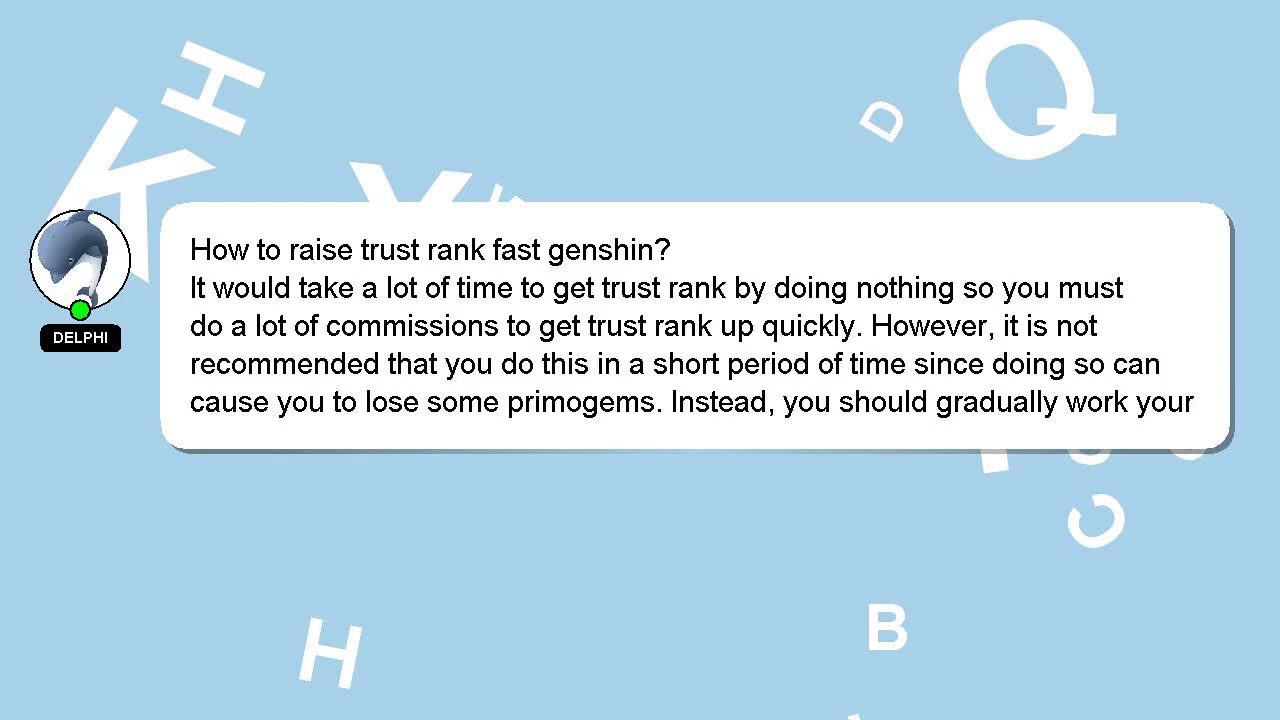 H
K
Q
D
How to raise trust rank fast genshin?
It would take a lot of time to get trust rank by doing nothing so you must
do a lot of commissions to get trust rank up quickly. However, it is not
recommended that you do this in a short period of time since doing so can
cause you to lose some primogems. Instead, you should gradually work your
DELPHI
C
B
H